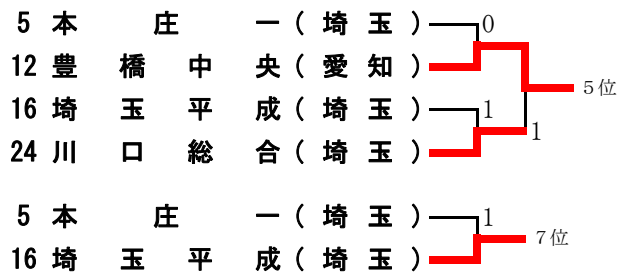 5 本庄一 ( 埼玉 ) 0
12 豊橋中央 ( 愛知 )
5位
16 埼玉平成 ( 埼玉 ) 1
24 川口総合 ( 埼玉 ) 1
5 本庄一 ( 埼玉 ) 1
7位
16 埼玉平成 ( 埼玉 )